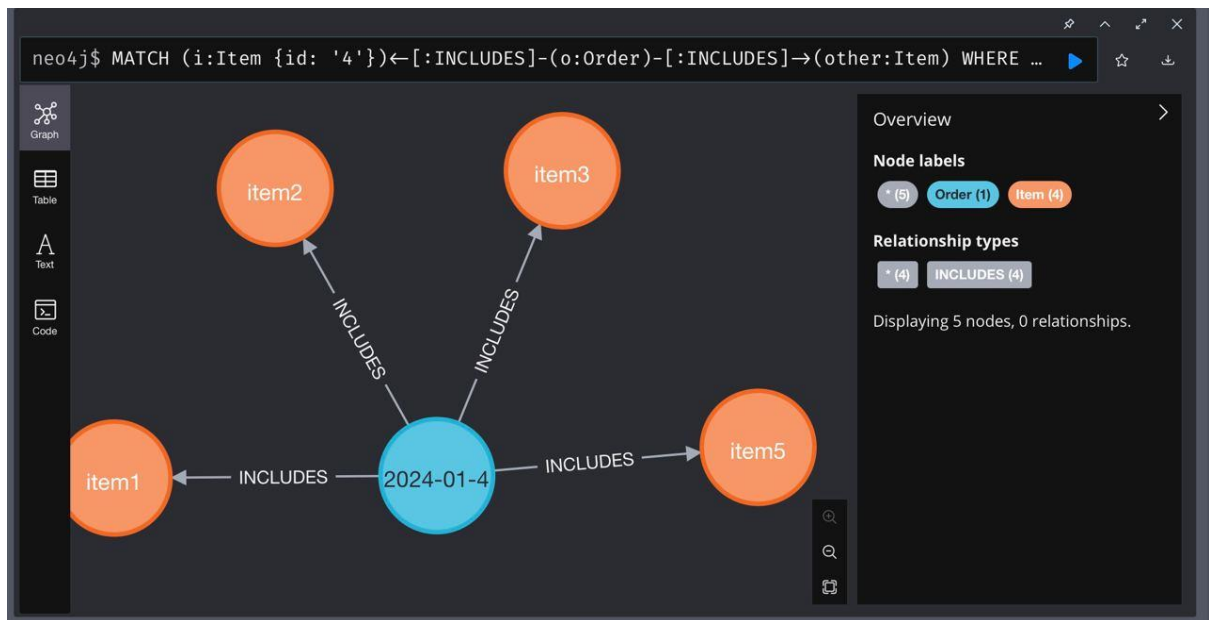 neo4j$ MATCH (i:Item {id: '4'})←[:INCLUDES]-(o:Order)-[:INCLUDES]→(other:Item) WHERE …
Graph
Table
Text
Code
item2
item3
INCLUDES
INCLUDES
item1
INCLUDES
2024-01-4
INCLUDES
item5
Overview
Node labels
* (5) Order (1) Item (4)
Relationship types
* (4) INCLUDES (4)
Displaying 5 nodes, 0 relationships.